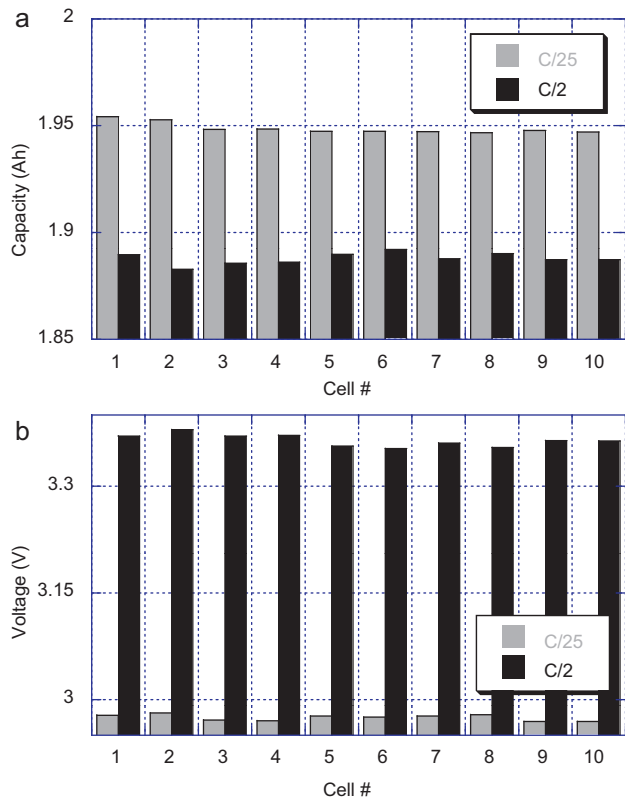 a
2
1.95
1.9
1.85
Capacity (Ah)
C/25
C/2
1 2 3 4 5 6 7 8 9 10
Cell #
b
3.3
3.15
3
Voltage (V)
C/25
C/2
1 2 3 4 5 6 7 8 9 10
Cell #